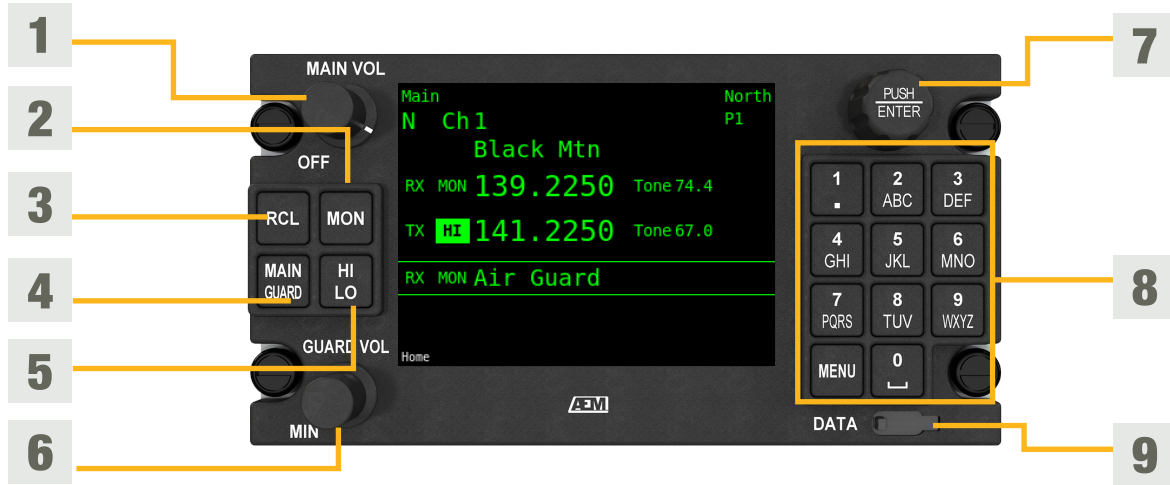 1
2
3
4
5
6
7
8
9
MAIN VOL
OFF
RCL
MON
MAIN
GUARD
HI
LO
GUARD VOL
MIN
Main
North
N Ch1
P1
Black Mtn
RX MON 139.2250 Tone 74.4
TX HI 141.2250 Tone 67.0
RX MON Air Guard
Home
AEM
PUSH
ENTER
1
.
2
ABC
3
DEF
4
GHI
5
JKL
6
MNO
7
PQRS
8
TUV
9
WXYZ
MENU
0
DATA